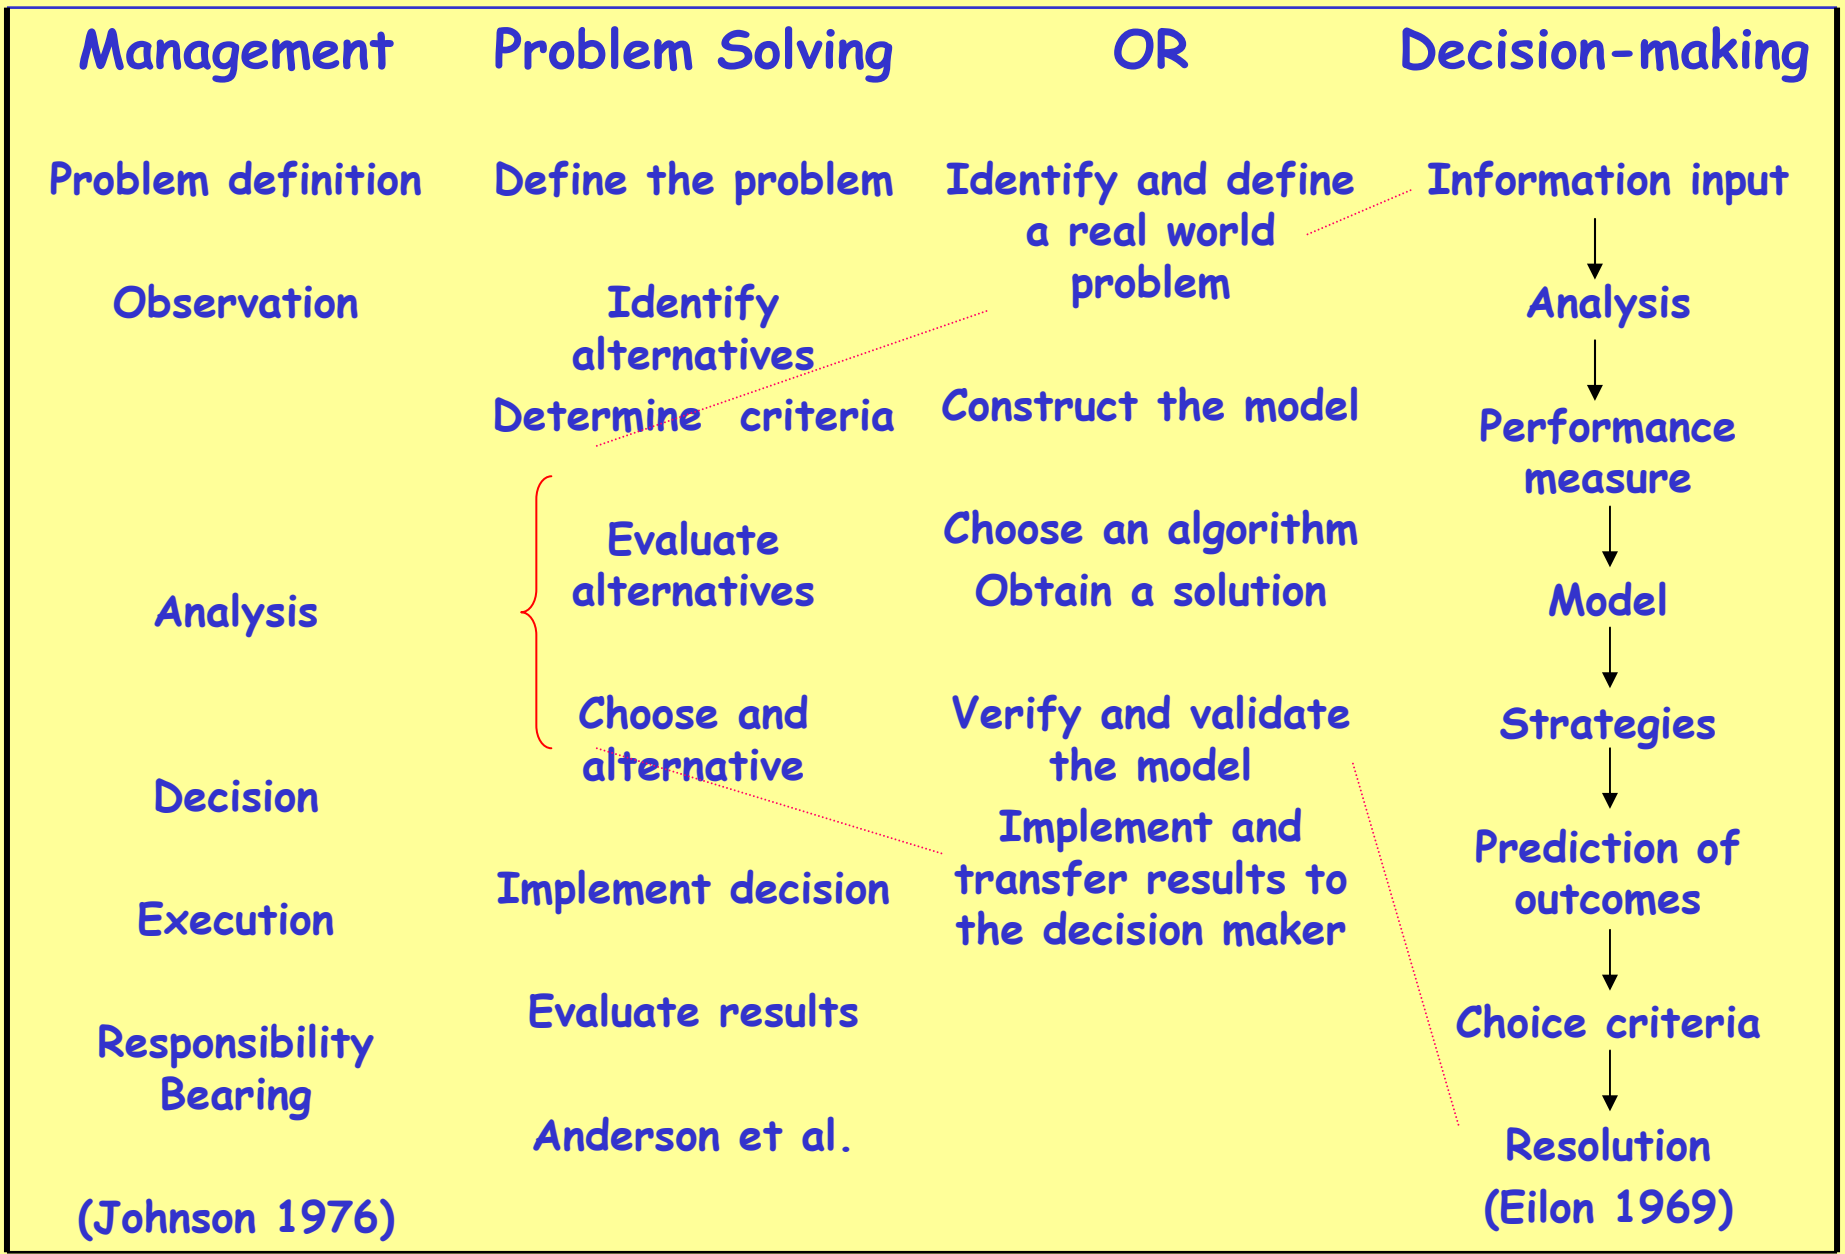 Management
Problem definition
Observation
Analysis
Decision
Execution
Responsibility
Bearing
(Johnson 1976)
Problem Solving
Define the problem
Identify
alternatives
Determine criteria
Evaluate
alternatives
Choose and
alternative
Implement decision
Evaluate results
Anderson et al.
OR
Identify and define
a real world
problem
Construct the model
Choose an algorithm
Obtain a solution
Verify and validate
the model
Implement and
transfer results to
the decision maker
Decision-making
Information input
Analysis
Performance
measure
Model
Strategies
Prediction of
outcomes
Choice criteria
Resolution
(Eilon 1969)